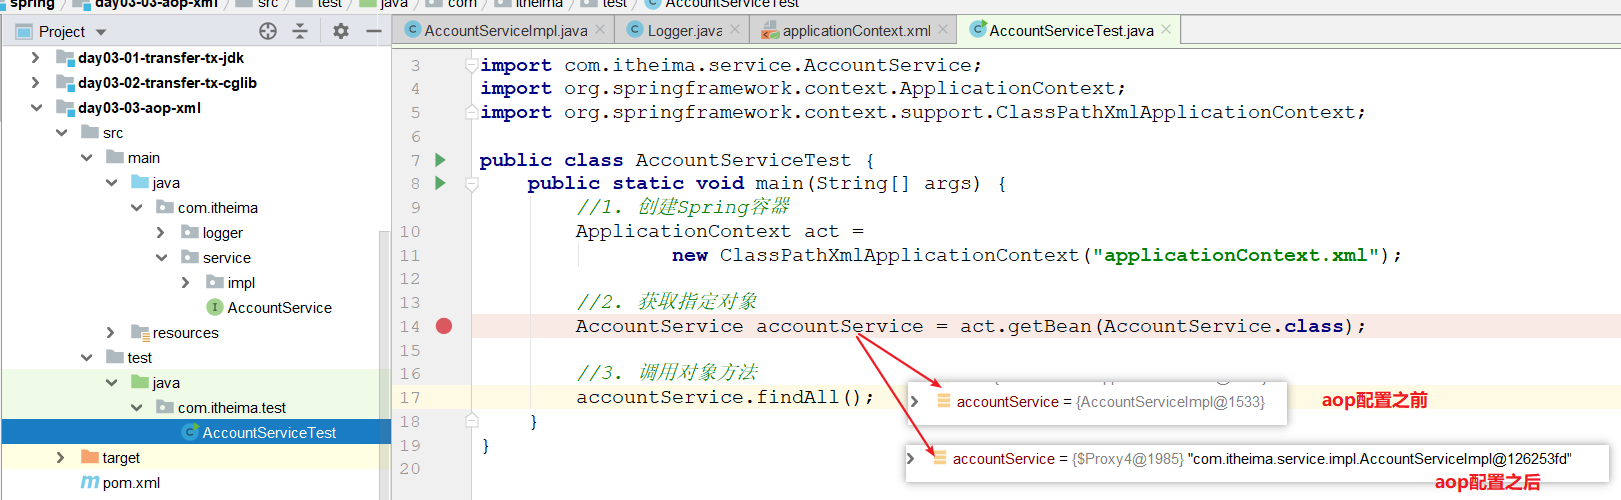 spring day03-03-aop-xml src test java com itheima test AccountServiceTest
Project
AccountServiceImpl.java Logger.java applicationContext.xml AccountServiceTest.java
day03-01-transfer-tx-jdk
day03-02-transfer-tx-cglib
day03-03-aop-xml
src
main
java
com.itheima
logger
service
impl
AccountService
resources
test
java
com.itheima.test
AccountServiceTest
target
pom.xml
3 import com.itheima.service.AccountService;
4 import org.springframework.context.ApplicationContext;
5 import org.springframework.context.support.ClassPathXmlApplicationContext;
6
7 public class AccountServiceTest {
8 public static void main(String[] args) {
9 //1. 创建Spring容器
10 ApplicationContext act =
11 new ClassPathXmlApplicationContext("applicationContext.xml");
12
13 //2. 获取指定对象
14 AccountService accountService = act.getBean(AccountService.class);
15
16 //3. 调用对象方法
17 accountService.findAll();
18 }
19 }
20
accountService = {AccountServiceImpl@1533}
aop配置之前
accountService = {$Proxy4@1985} "com.itheima.service.impl.AccountServiceImpl@126253fd"
aop配置之后